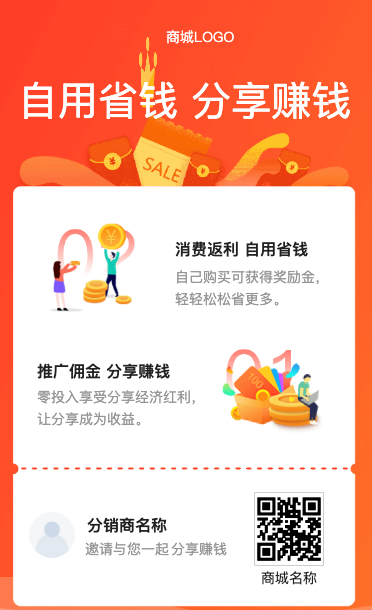 商城LOGO
自用省钱 分享赚钱
SALE
02
消费返利 自用省钱
自己购买可获得奖励金，
轻轻松松省更多。
推广佣金 分享赚钱
零投入享受分享经济红利，
让分享成为收益。
01
100
分销商名称
邀请与您一起分享赚钱
商城名称